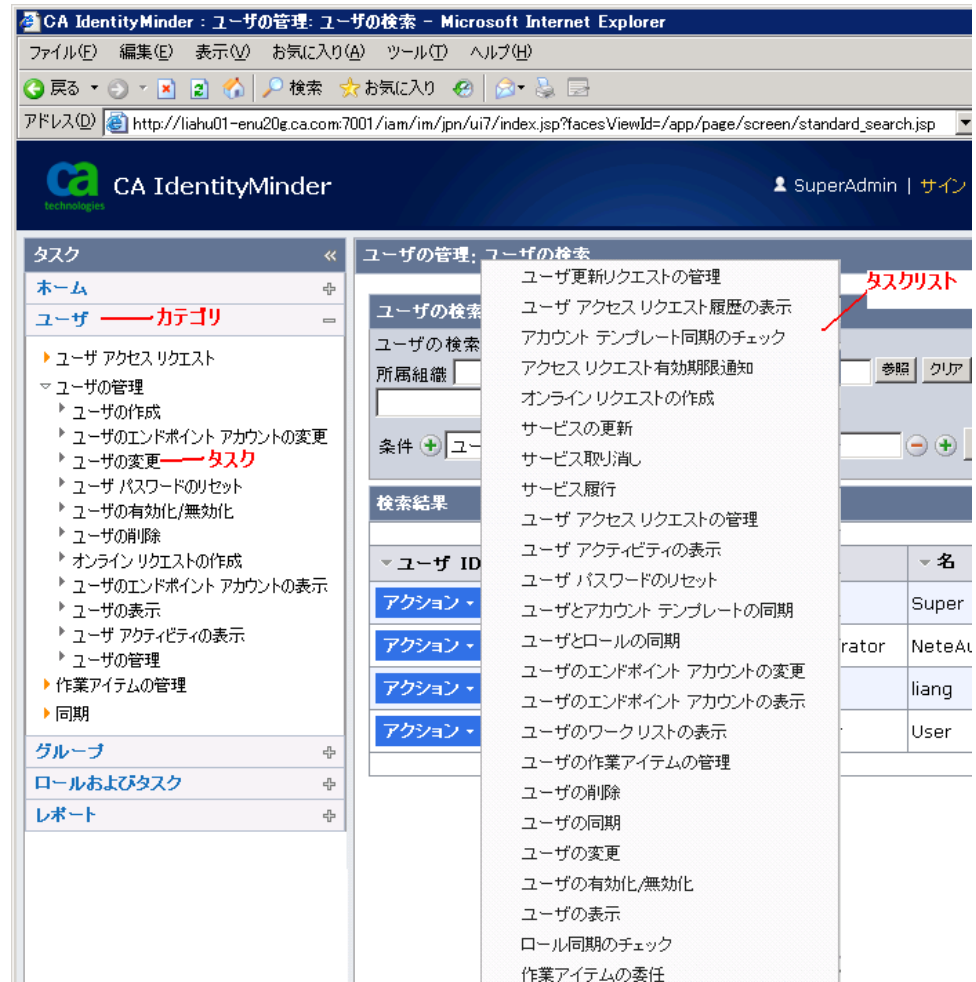 CA IdentityMinder : ユーザの管理: ユーザの検索 - Microsoft Internet Explorer
ファイル(F) 編集(E) 表示(V) お気に入り(A) ツール(T) ヘルプ(H)
戻る 検索 お気に入り
アドレス(D) http://liahu01-enu20g.ca.com:7001/iam/im/jpn/ui7/index.jsp?facesViewId=/app/page/screen/standard_search.jsp
ca technologies
CA IdentityMinder
SuperAdmin | サイン
タスク «
ホーム
ユーザ カテゴリ
ユーザ アクセス リクエスト
ユーザの管理
ユーザの作成
ユーザのエンドポイント アカウントの変更
ユーザの変更 タスク
ユーザ パスワードのリセット
ユーザの有効化/無効化
ユーザの削除
オンライン リクエストの作成
ユーザのエンドポイント アカウントの表示
ユーザの表示
ユーザ アクティビティの表示
ユーザの管理
作業アイテムの管理
同期
グループ
ロールおよびタスク
レポート
ユーザの管理: ユーザの検索
ユーザの検索
ユーザの検索
所属組織
参照 クリア
条件 ユー
検索結果
ユーザ ID 名
アクション Super
アクション rator NeteAu
アクション liang
アクション User
タスクリスト
ユーザ更新リクエストの管理
ユーザ アクセス リクエスト履歴の表示
アカウント テンプレート同期のチェック
アクセス リクエスト有効期限通知
オンライン リクエストの作成
サービスの更新
サービス取り消し
サービス履行
ユーザ アクセス リクエストの管理
ユーザ アクティビティの表示
ユーザ パスワードのリセット
ユーザとアカウント テンプレートの同期
ユーザとロールの同期
ユーザのエンドポイント アカウントの変更
ユーザのエンドポイント アカウントの表示
ユーザのワークリストの表示
ユーザの作業アイテムの管理
ユーザの削除
ユーザの同期
ユーザの変更
ユーザの有効化/無効化
ユーザの表示
ロール同期のチェック
作業アイテムの委任